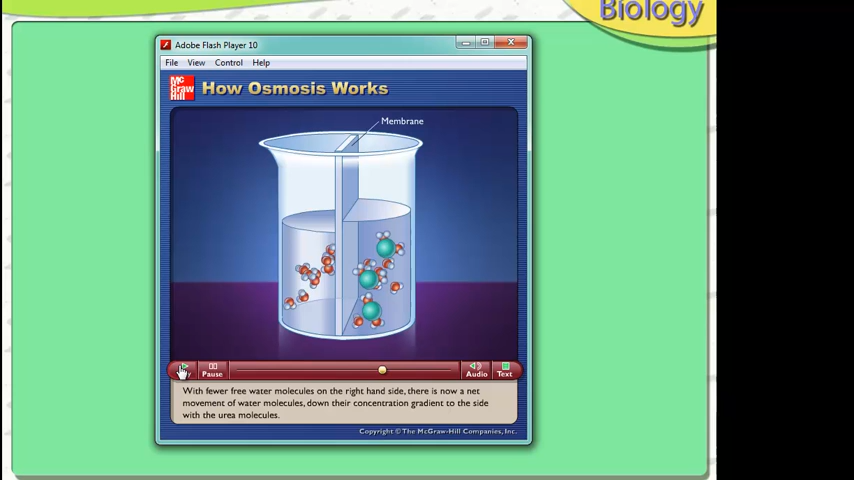 Biology
Adobe Flash Player 10
File View Control Help
Mc
Graw
Hill
How Osmosis Works
Membrane
Pause
Audio
Text
With fewer free water molecules on the right hand side, there is now a net
movement of water molecules, down their concentration gradient to the side
with the urea molecules.
Copyright © The McGraw-Hill Companies, Inc.